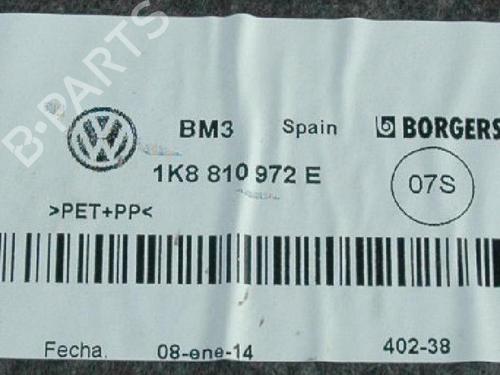 BM3 Spain BORGERS
1K8 810 972 E
07S
>PET+PP<
Fecha. 08-ene-14 402-38
B-PARTS